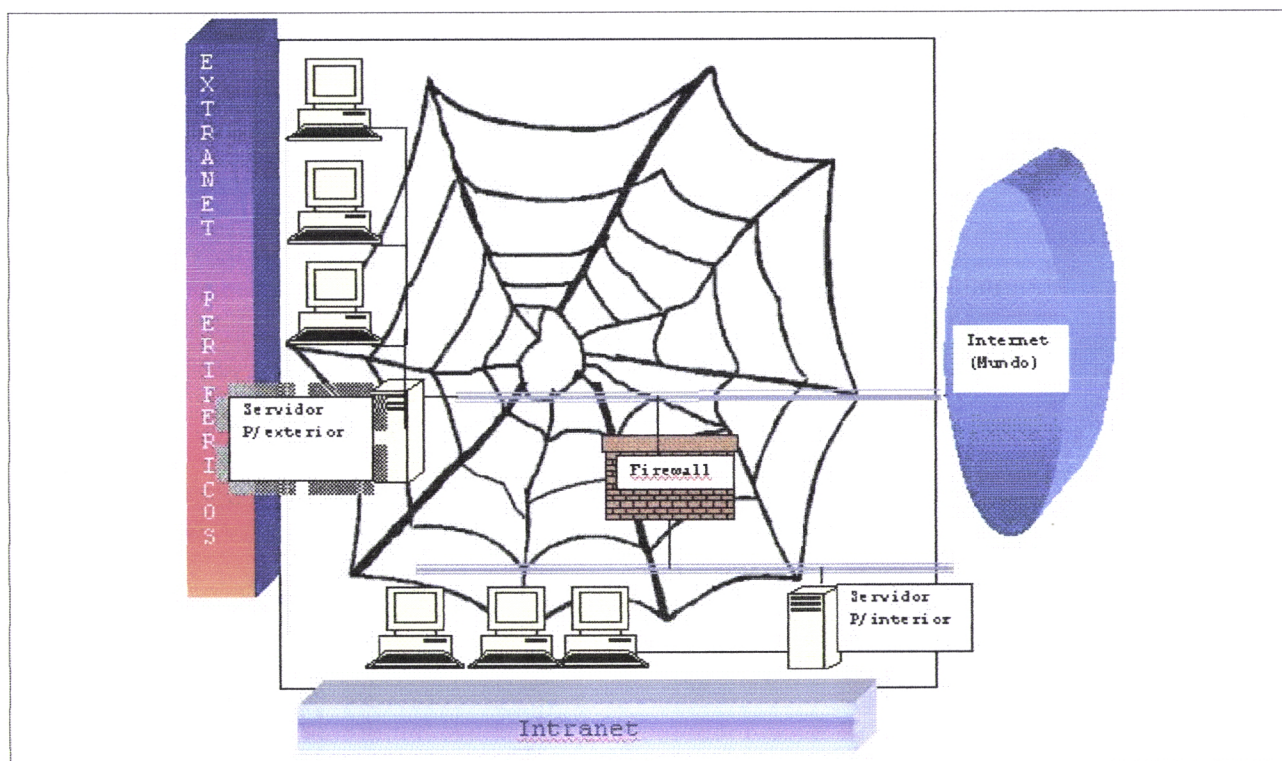 EXTRANET PERIFERICOS
Internet
(Mundo)
Servidor
P/exterior
Firewall
Servidor
P/interior
Intranet